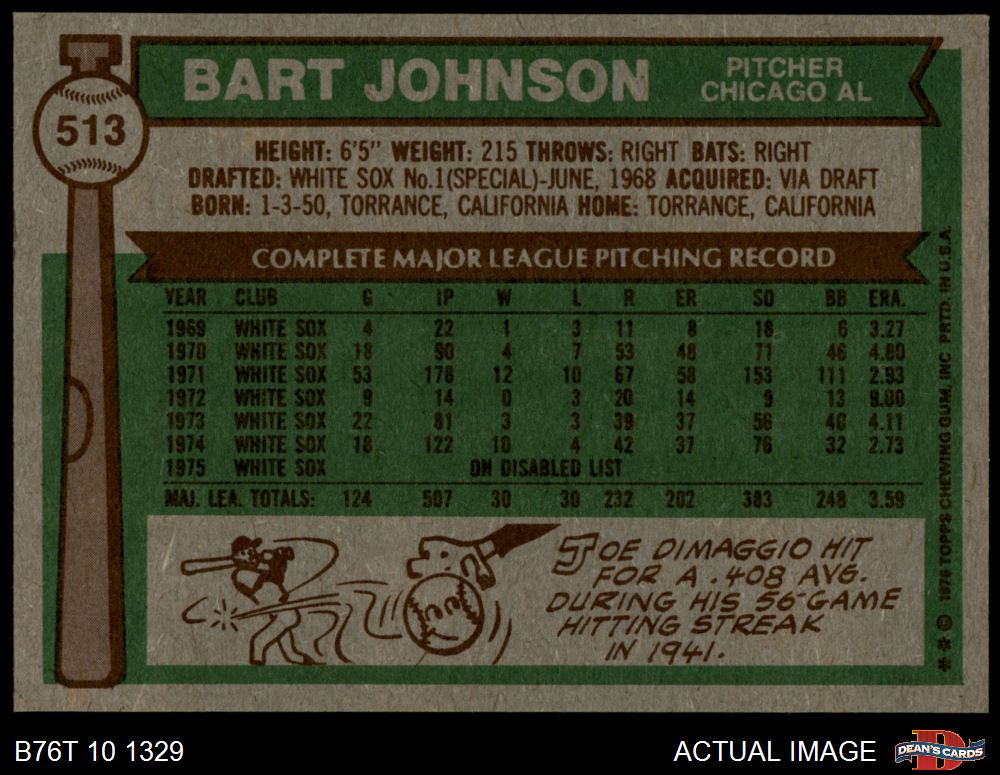 BART JOHNSON
PITCHER
CHICAGO AL
513
HEIGHT: 6'5" WEIGHT: 215 THROWS: RIGHT BATS: RIGHT
DRAFTED: WHITE SOX No.1(SPECIAL)-JUNE, 1968 ACQUIRED: VIA DRAFT
BORN: 1-3-50, TORRANCE, CALIFORNIA HOME: TORRANCE, CALIFORNIA
COMPLETE MAJOR LEAGUE PITCHING RECORD
YEAR CLUB G IP W L R ER SO BB ERA.
1969 WHITE SOX 4 22 1 3 11 8 18 6 3.27
1970 WHITE SOX 18 90 4 7 53 48 71 46 4.80
1971 WHITE SOX 53 178 12 10 67 58 153 111 2.93
1972 WHITE SOX 9 14 0 3 20 14 9 13 9.00
1973 WHITE SOX 22 81 3 3 39 37 56 40 4.11
1974 WHITE SOX 18 122 10 4 42 37 76 32 2.73
1975 WHITE SOX ON DISABLED LIST
MAJ. LEA. TOTALS: 124 507 30 30 232 202 383 248 3.59
JOE DIMAGGIO HIT
FOR A .408 AVG.
DURING HIS 56-GAME
HITTING STREAK
IN 1941.
** © 1976 TOPPS CHEWING GUM, INC. PRTD. IN U.S.A.
B76T 10 1329
ACTUAL IMAGE
D
DEAN'S CARDS